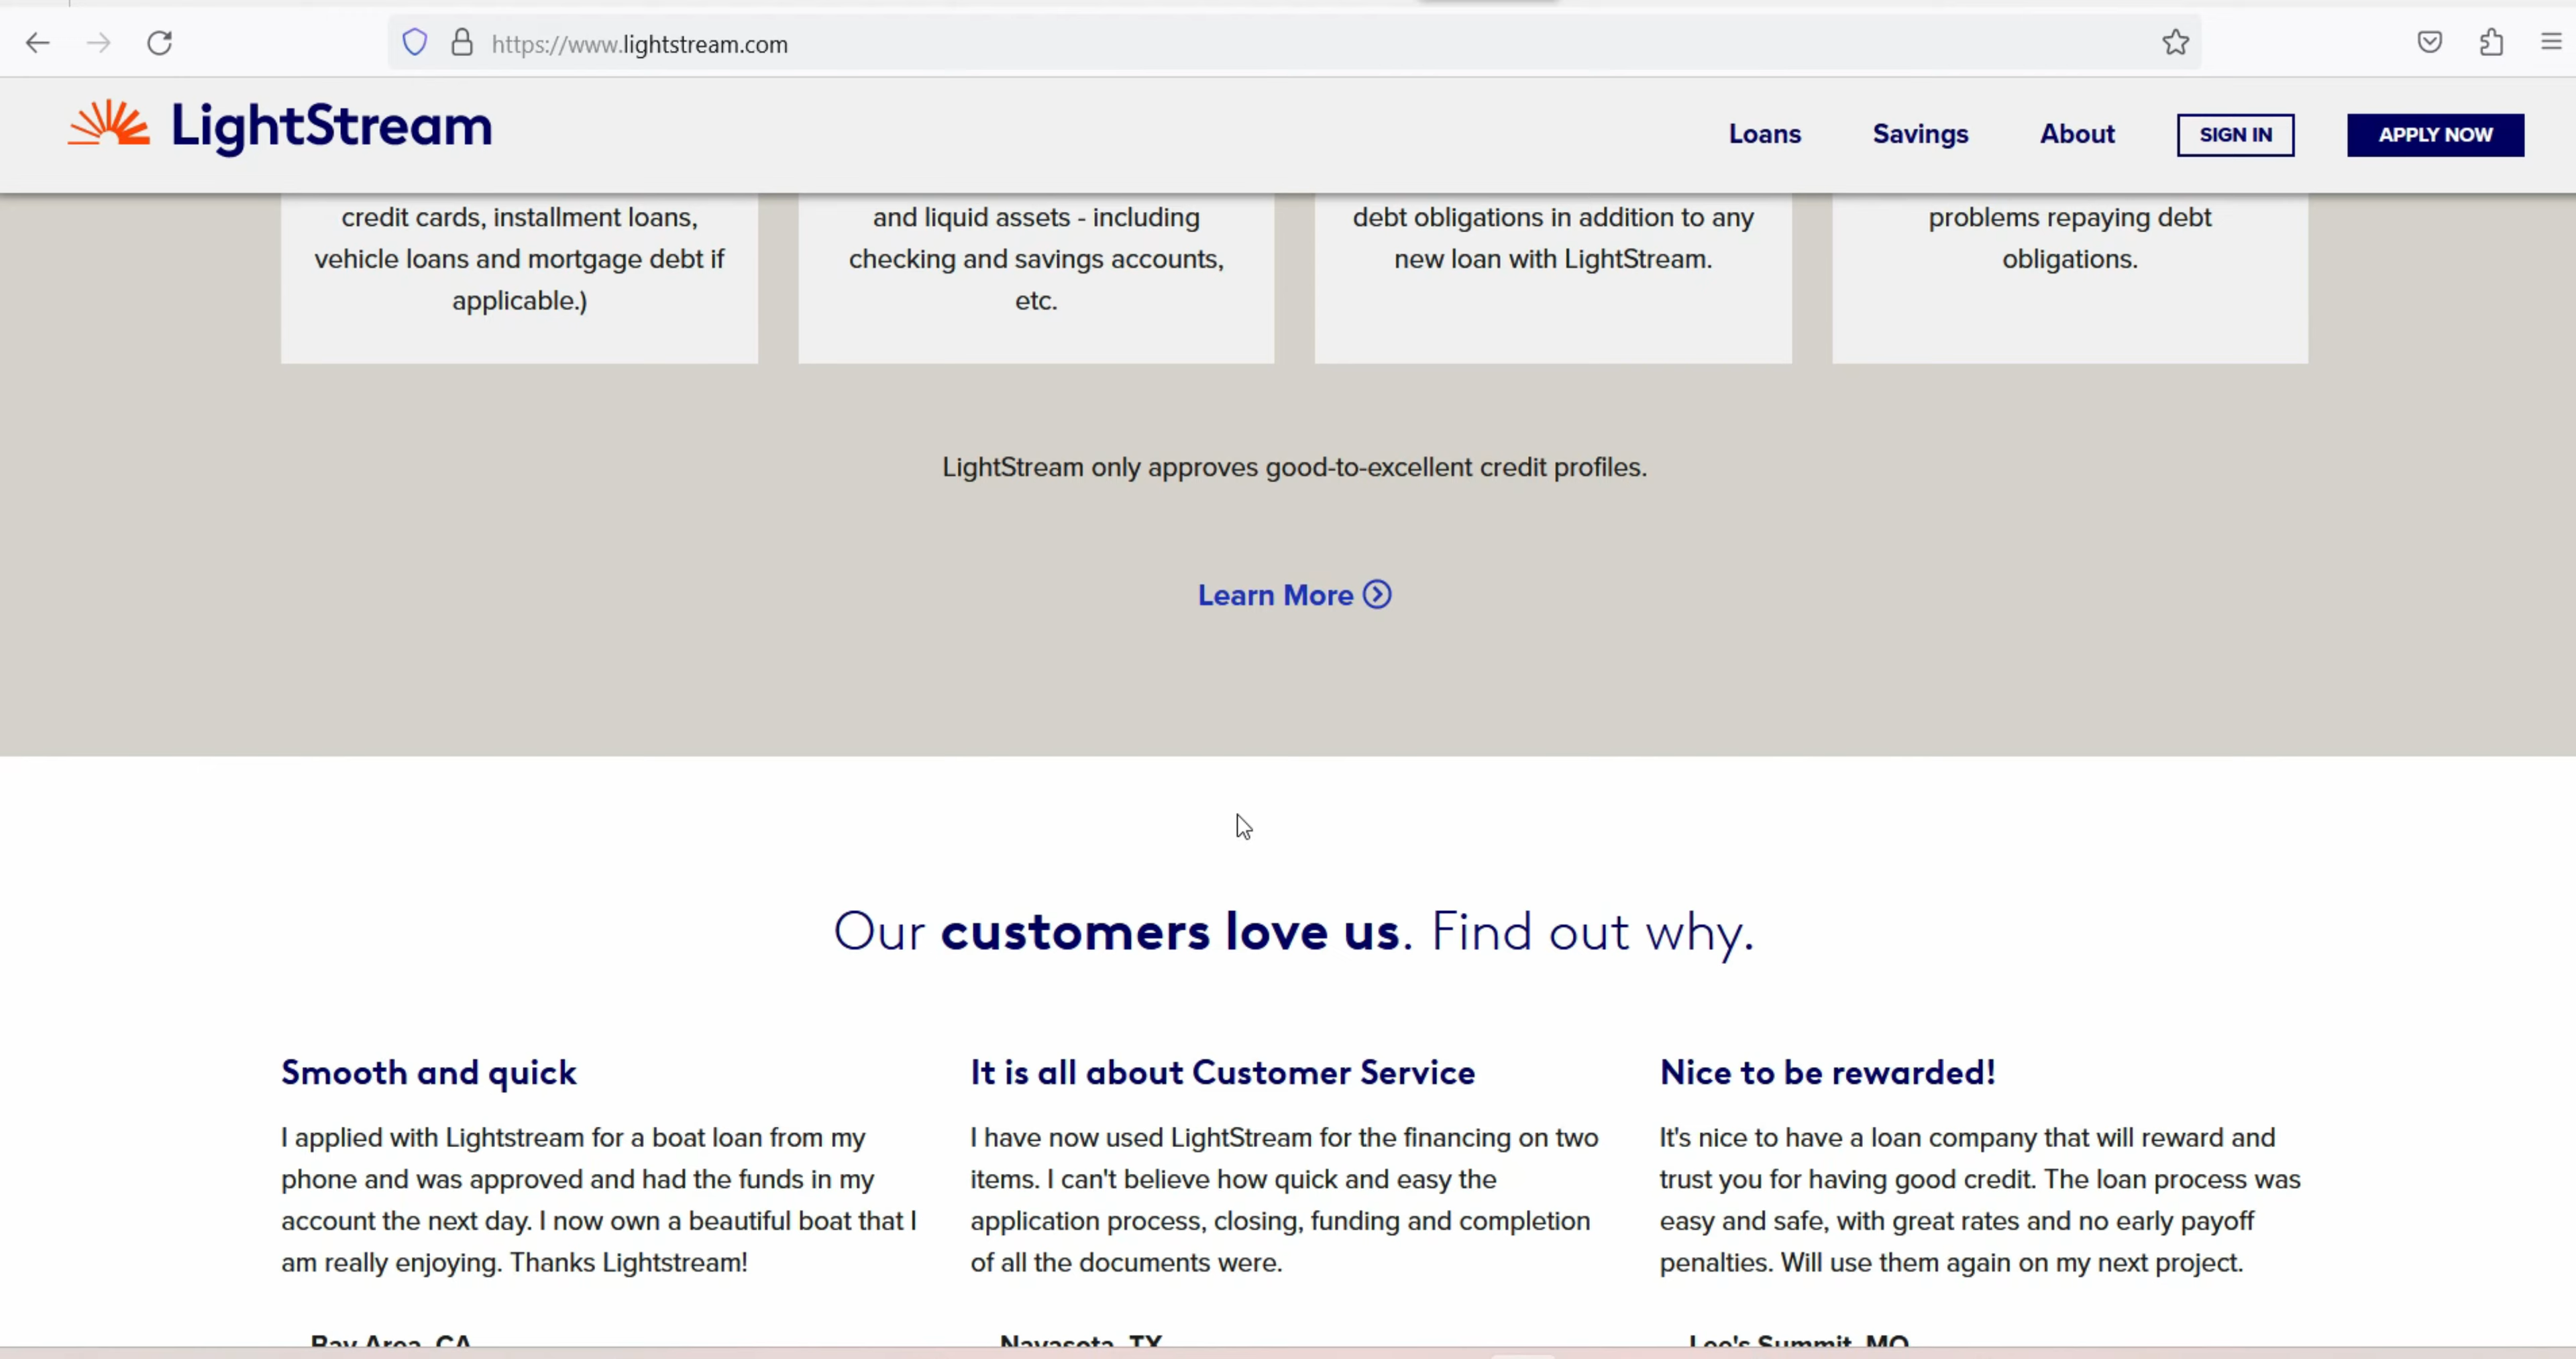 https://www.lightstream.com
LightStream
Loans
Savings
About
SIGN IN
APPLY NOW
credit cards, installment loans,
vehicle loans and mortgage debt if
applicable.)
and liquid assets - including
checking and savings accounts,
etc.
debt obligations in addition to any
new loan with LightStream.
problems repaying debt
obligations.
LightStream only approves good-to-excellent credit profiles.
Learn More
Our customers love us. Find out why.
Smooth and quick
I applied with Lightstream for a boat loan from my
phone and was approved and had the funds in my
account the next day. I now own a beautiful boat that I
am really enjoying. Thanks Lightstream!
Bay Area, CA
It is all about Customer Service
I have now used LightStream for the financing on two
items. I can't believe how quick and easy the
application process, closing, funding and completion
of all the documents were.
Navasota, TX
Nice to be rewarded!
It's nice to have a loan company that will reward and
trust you for having good credit. The loan process was
easy and safe, with great rates and no early payoff
penalties. Will use them again on my next project.
Lee's Summit, MO